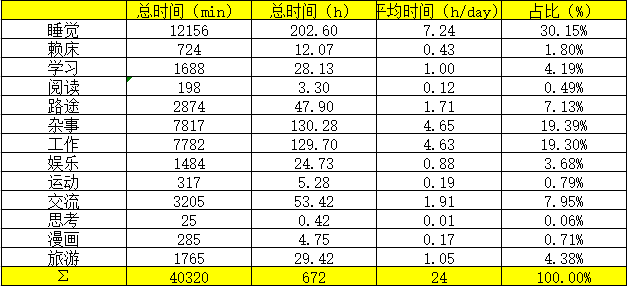 总时间（min） 总时间（h） 平均时间（h/day） 占比（%）
睡觉 12156 202.60 7.24 30.15%
赖床 724 12.07 0.43 1.80%
学习 1688 28.13 1.00 4.19%
阅读 198 3.30 0.12 0.49%
路途 2874 47.90 1.71 7.13%
杂事 7817 130.28 4.65 19.39%
工作 7782 129.70 4.63 19.30%
娱乐 1484 24.73 0.88 3.68%
运动 317 5.28 0.19 0.79%
交流 3205 53.42 1.91 7.95%
思考 25 0.42 0.01 0.06%
漫画 285 4.75 0.17 0.71%
旅游 1765 29.42 1.05 4.38%
Σ 40320 672 24 100.00%